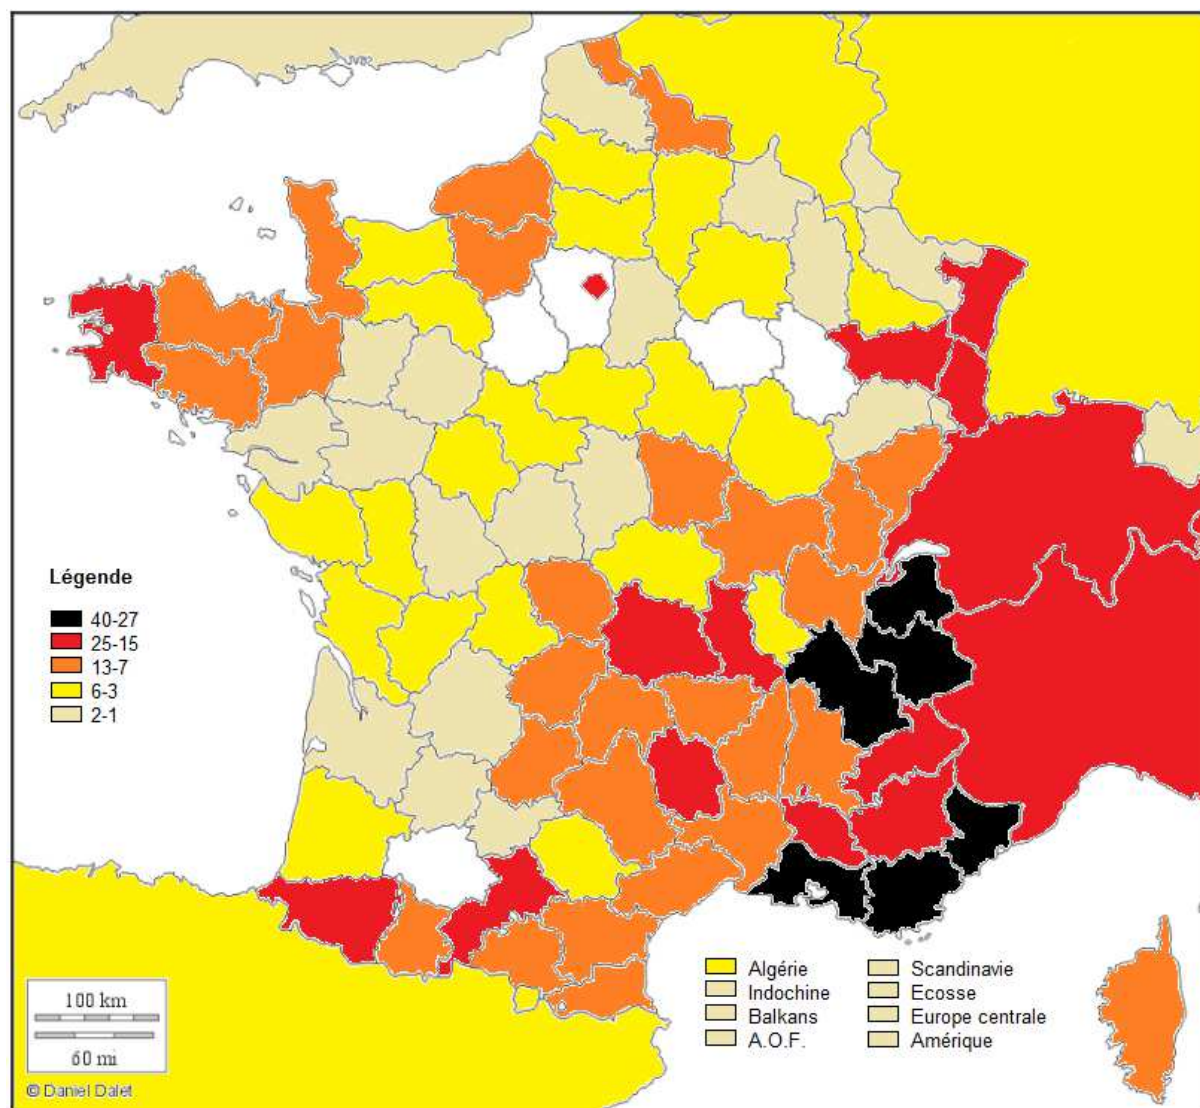 Légende
40-27
25-15
13-7
6-3
2-1
Algérie
Indochine
Balkans
A.O.F.
Scandinavie
Ecosse
Europe centrale
Amérique
100 km
60 mi
© Daniel Dalet